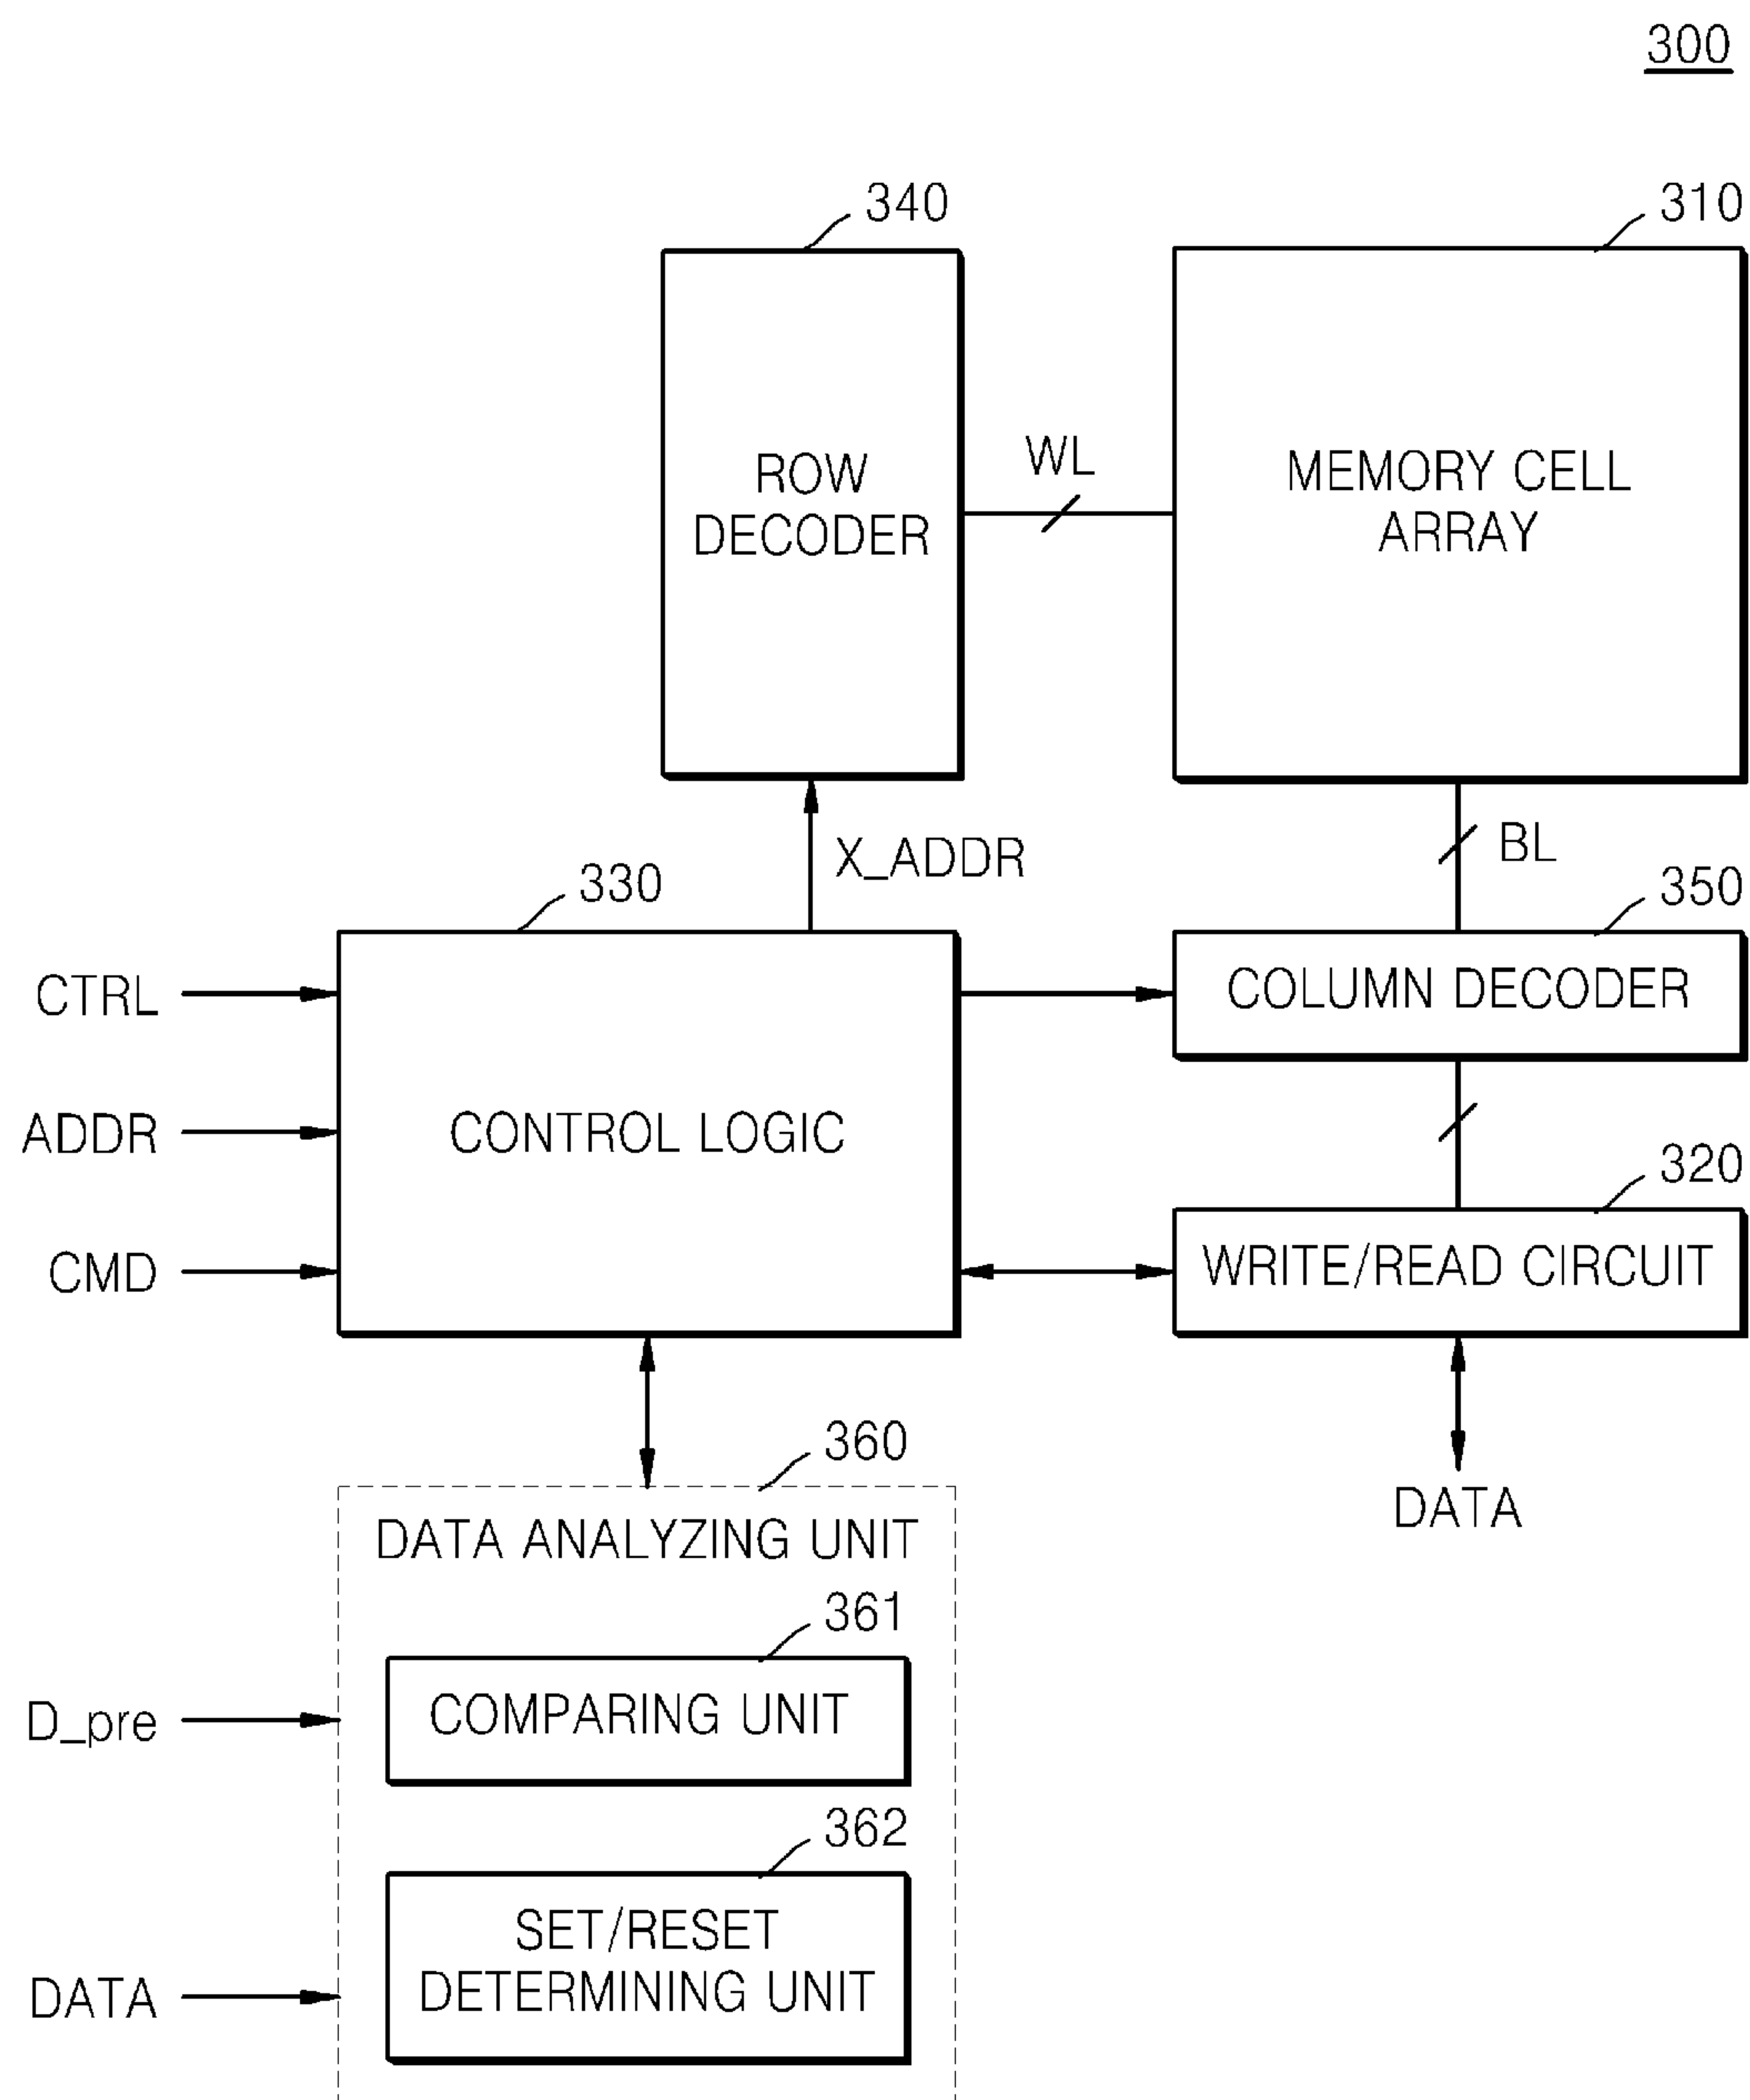 300
340
310
ROW
DECODER
WL
MEMORY CELL
ARRAY
X_ADDR
BL
330
350
CTRL
COLUMN DECODER
ADDR
CONTROL LOGIC
320
CMD
WRITE/READ CIRCUIT
360
DATA
DATA ANALYZING UNIT
361
D_pre
COMPARING UNIT
362
SET/RESET
DETERMINING UNIT
DATA